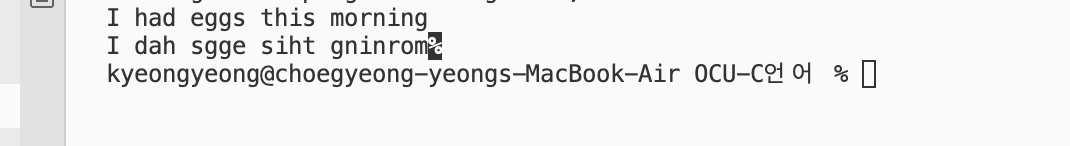 I had eggs this morning
I dah sgge siht gninrom%
kyeongyeong@choegyeong-yeongs-MacBook-Air OCU-C언어 %